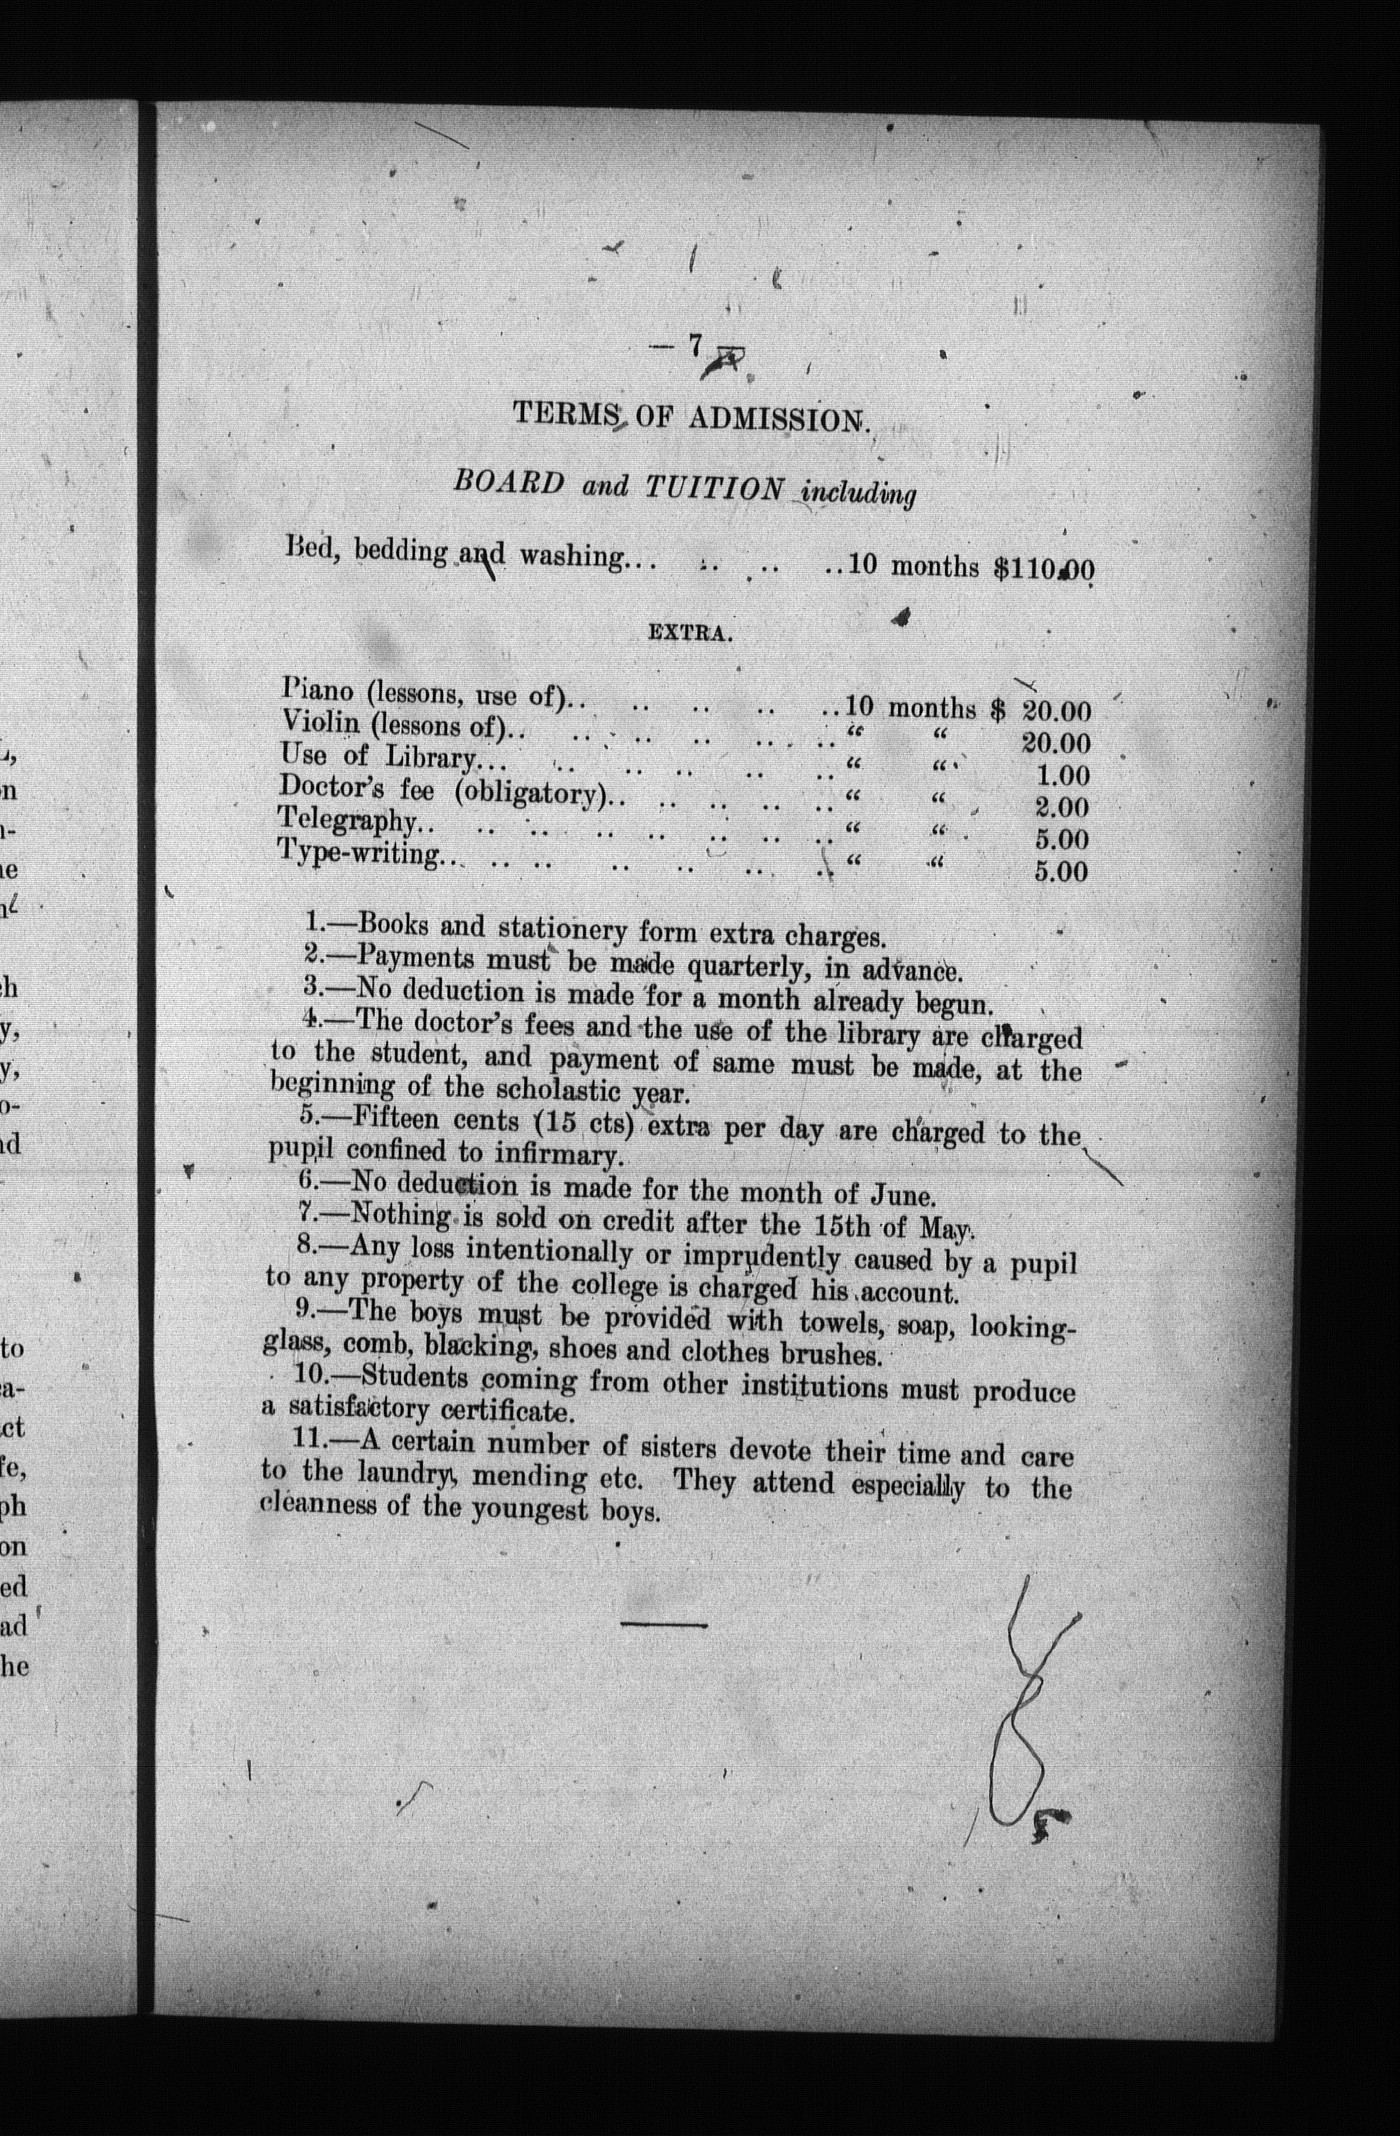 — 7 —
TERMS OF ADMISSION.
BOARD and TUITION including
Bed, bedding and washing... .. .. ..10 months $110.00
EXTRA.
Piano (lessons, use of).. .. .. .. ..10 months $ 20.00
Violin (lessons of).. .. .. .. .. .. “ “ 20.00
Use of Library... .. .. .. .. .. “ “ 1.00
Doctor's fee (obligatory).. .. .. .. .. “ “ 2.00
Telegraphy.. .. .. .. .. .. .. .. “ “ 5.00
Type-writing.. .. .. .. .. .. .. “ “ 5.00
1.—Books and stationery form extra charges.
2.—Payments must be made quarterly, in advance.
3.—No deduction is made for a month already begun.
4.—The doctor's fees and the use of the library are charged
to the student, and payment of same must be made, at the
beginning of the scholastic year.
5.—Fifteen cents (15 cts) extra per day are charged to the
pupil confined to infirmary.
6.—No deduction is made for the month of June.
7.—Nothing is sold on credit after the 15th of May.
8.—Any loss intentionally or imprudently caused by a pupil
to any property of the college is charged his account.
9.—The boys must be provided with towels, soap, looking-
glass, comb, blacking, shoes and clothes brushes.
10.—Students coming from other institutions must produce
a satisfactory certificate.
11.—A certain number of sisters devote their time and care
to the laundry, mending etc. They attend especially to the
cleanness of the youngest boys.